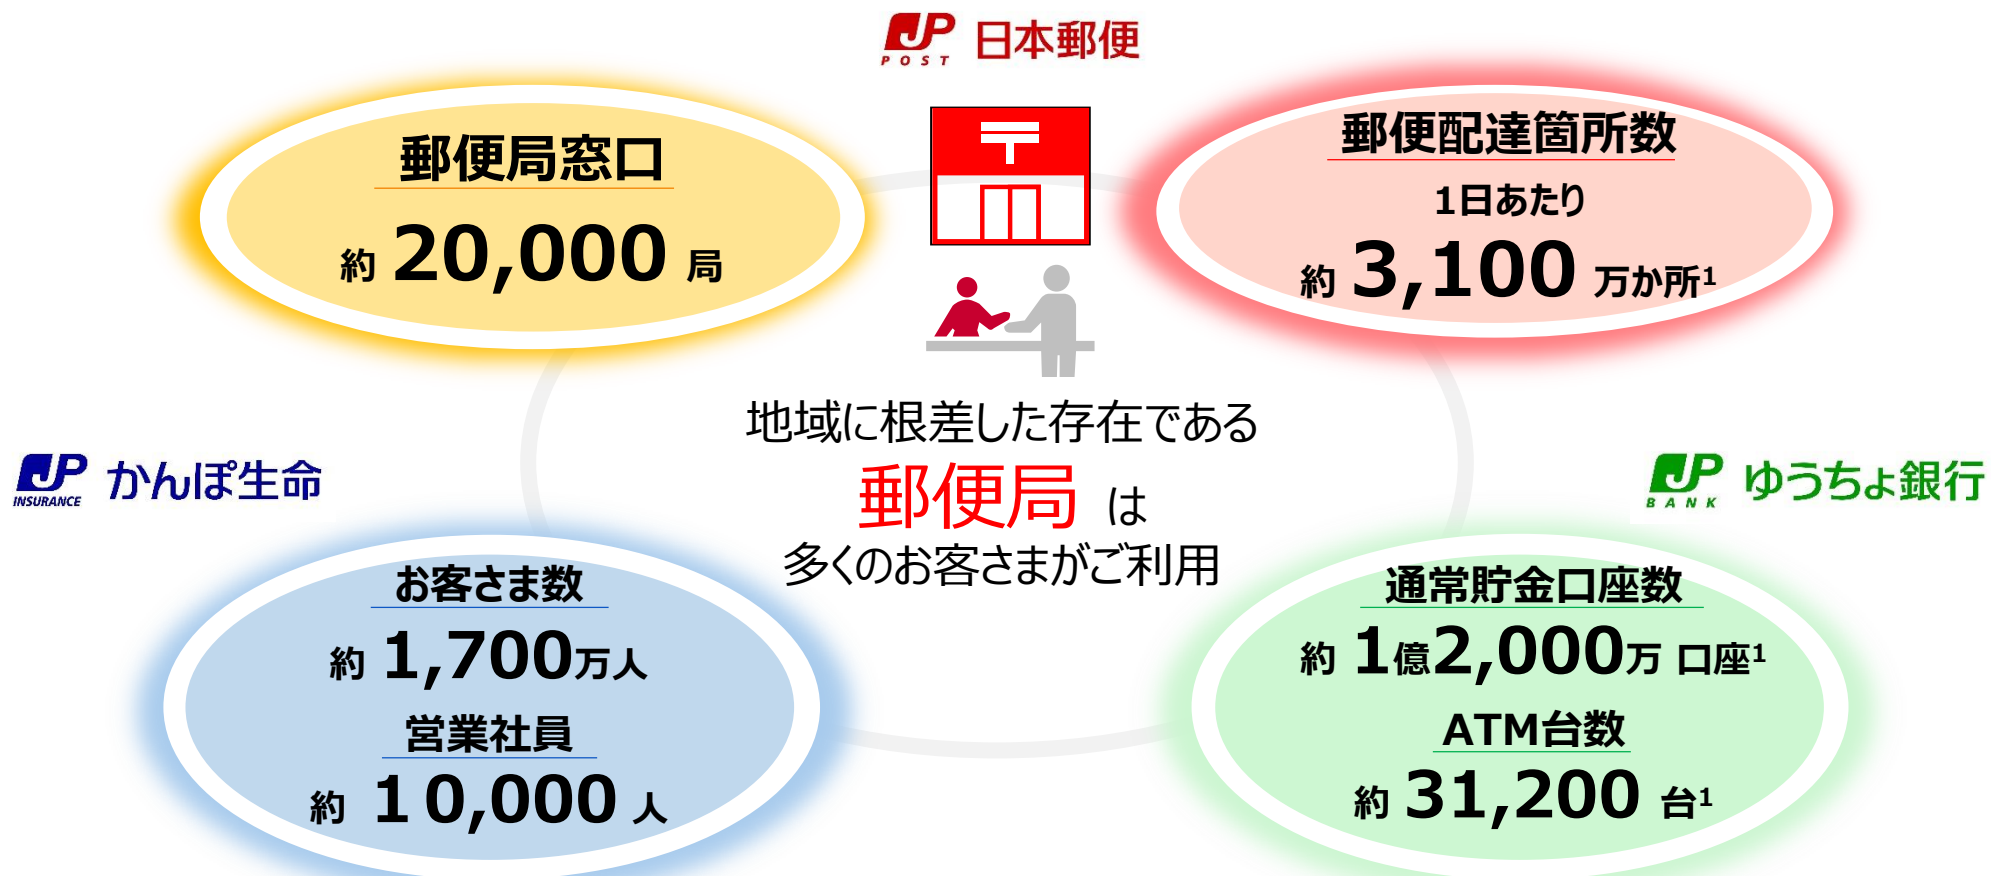 JP
POST
日本郵便
郵便局窓口
約 20,000 局
郵便配達箇所数
1日あたり
約 3,100 万か所1
〒
地域に根差した存在である
郵便局 は
多くのお客さまがご利用
JP
INSURANCE
かんぽ生命
お客さま数
約 1,700万人
営業社員
約 10,000 人
JP
BANK
ゆうちょ銀行
通常貯金口座数
約 1億2,000万 口座1
ATM台数
約 31,200 台1